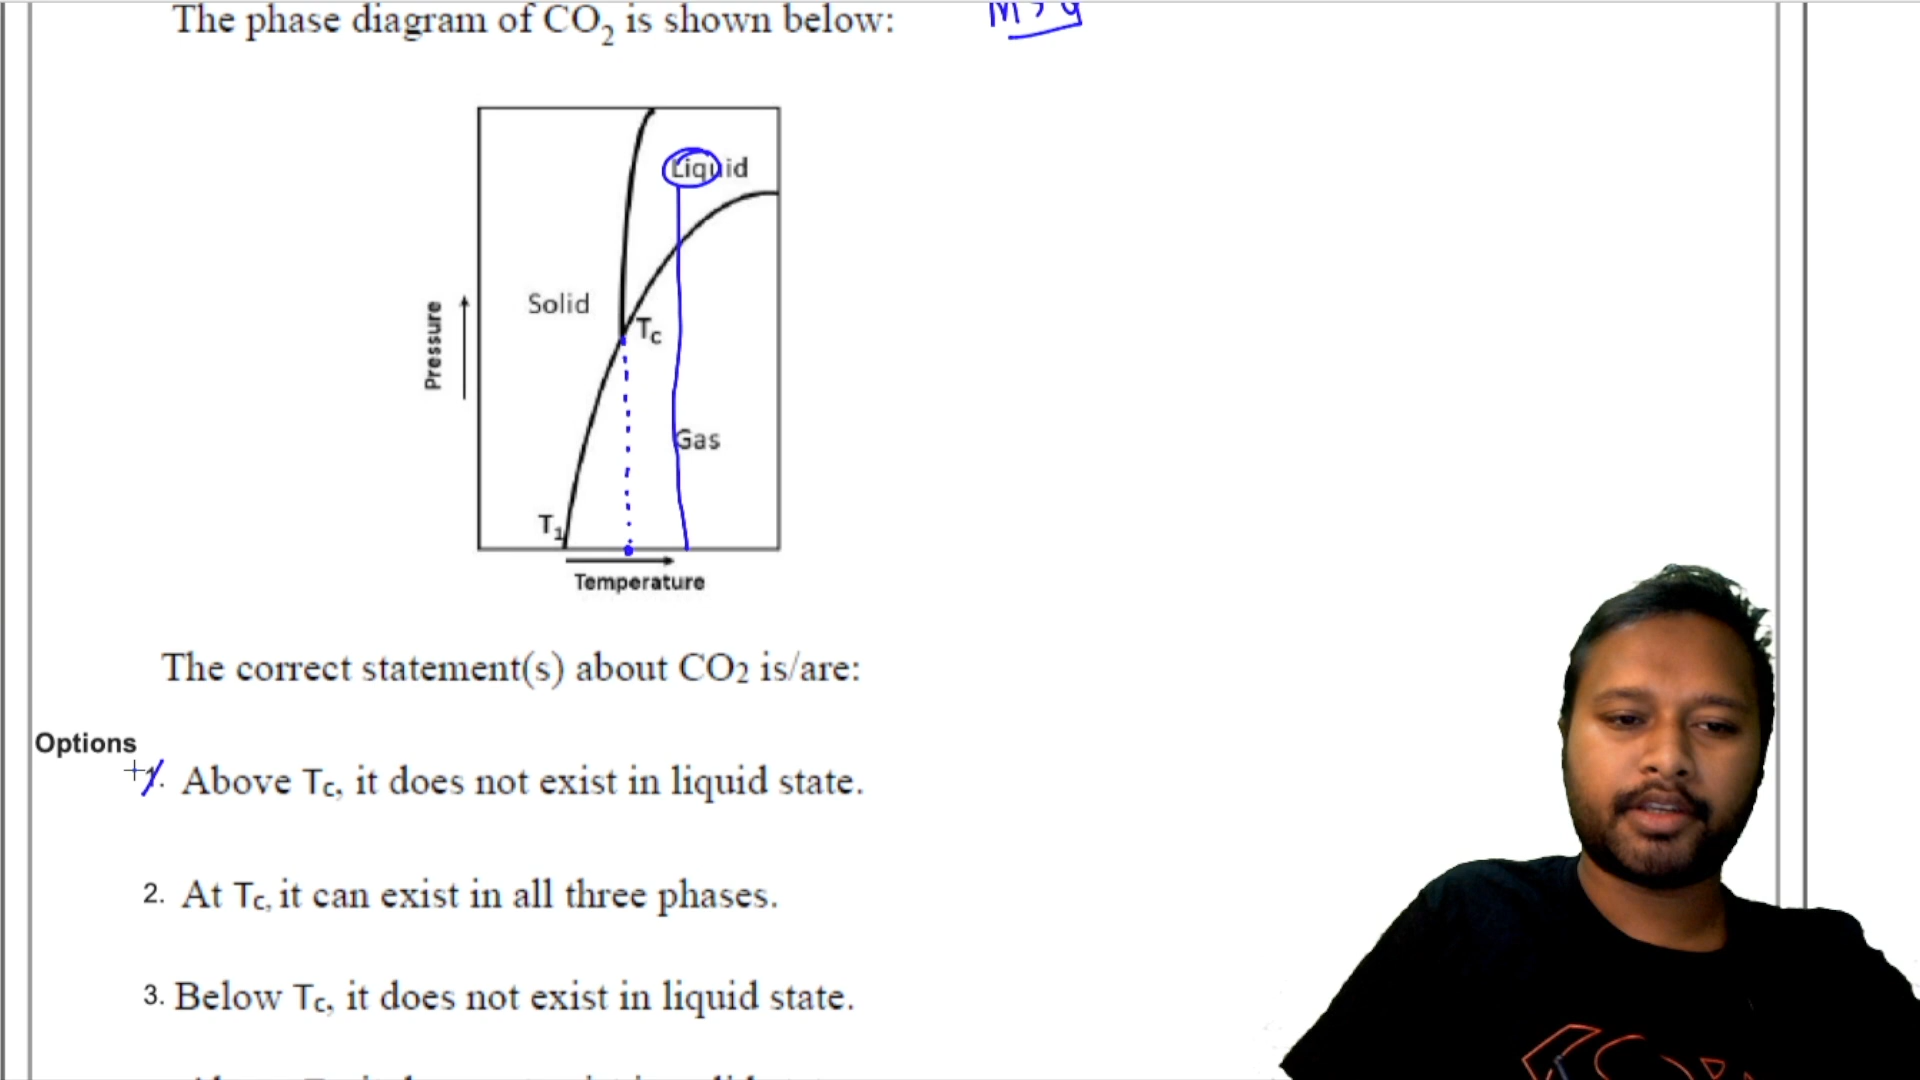 The phase diagram of CO₂ is shown below:
Liquid
Solid
Tc
Pressure
Gas
T₁
Temperature
The correct statement(s) about CO2 is/are:
Options
1. Above Tc, it does not exist in liquid state.
2. At Tc, it can exist in all three phases.
3. Below Tc, it does not exist in liquid state.